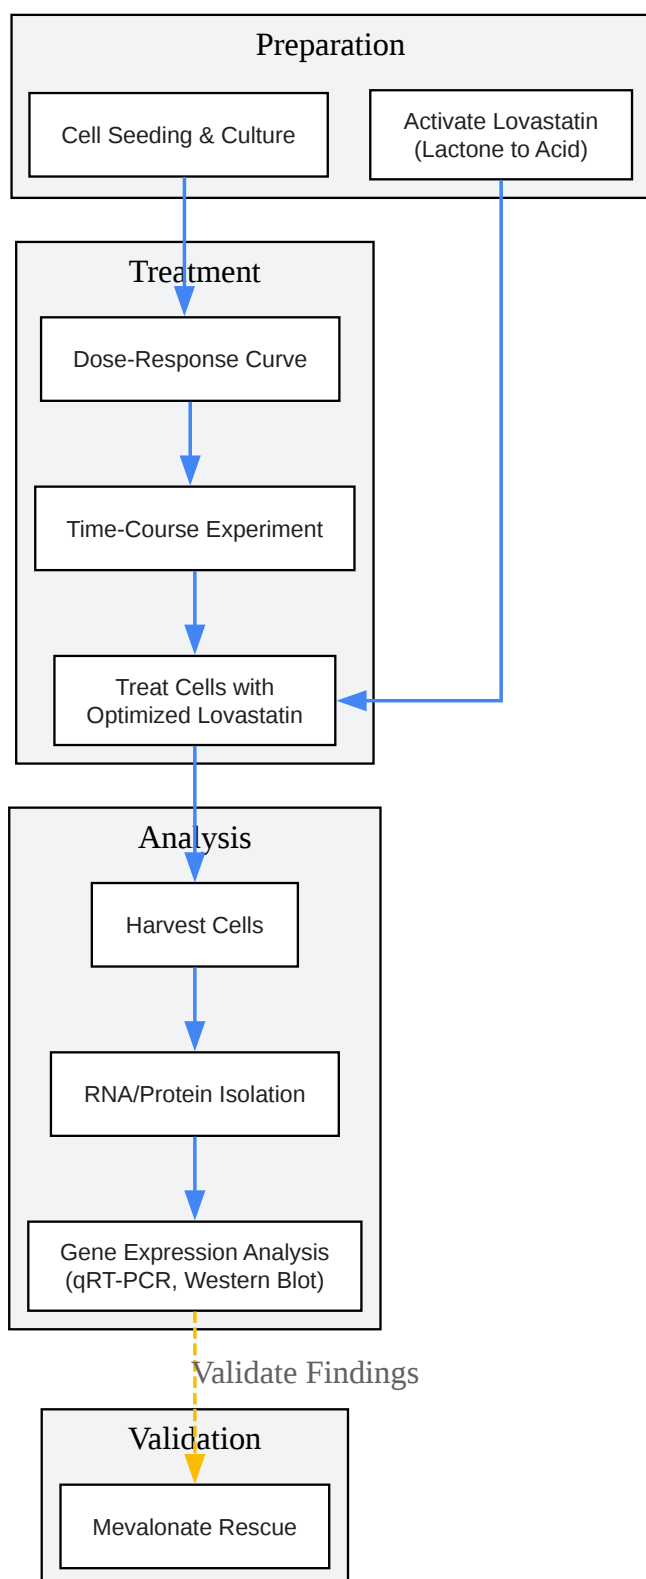 Preparation
Cell Seeding & Culture
Activate Lovastatin
(Lactone to Acid)
Treatment
Dose-Response Curve
Time-Course Experiment
Treat Cells with
Optimized Lovastatin
Analysis
Harvest Cells
RNA/Protein Isolation
Gene Expression Analysis
(qRT-PCR, Western Blot)
Validate Findings
Validation
Mevalonate Rescue